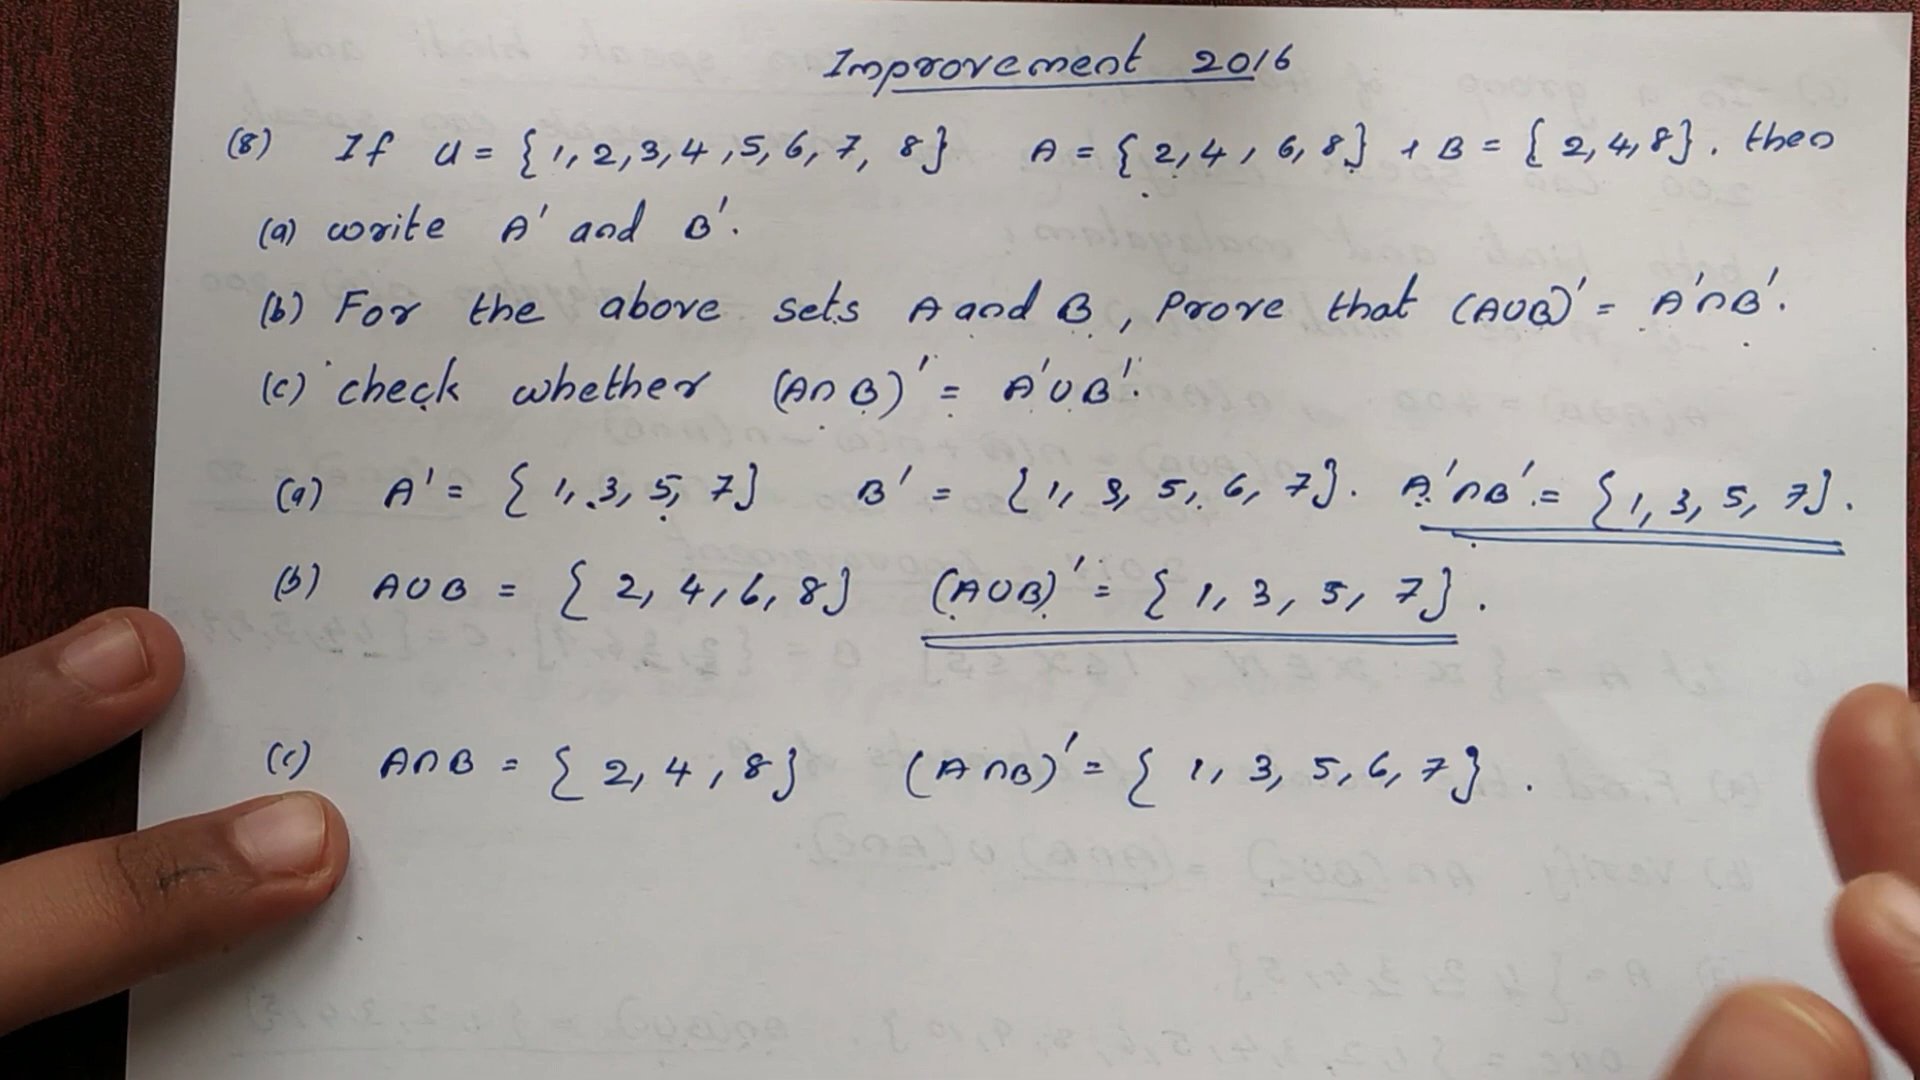 Improvement 2016
(8) If U = {1,2,3,4,5,6,7,8} A = {2,4,6,8} + B = {2,4,8}. then
(a) write A' and B'.
(b) For the above sets A and B, Prove that (A∪B)' = A'∩B'.
(c) check whether (A∩B)' = A'∪B'.
(a) A' = {1,3,5,7} B' = {1,3,5,6,7}. A'∩B' = {1,3,5,7}.
(b) A∪B = {2,4,6,8} (A∪B)' = {1,3,5,7}.
(c) A∩B = {2,4,8} (A∩B)' = {1,3,5,6,7}.